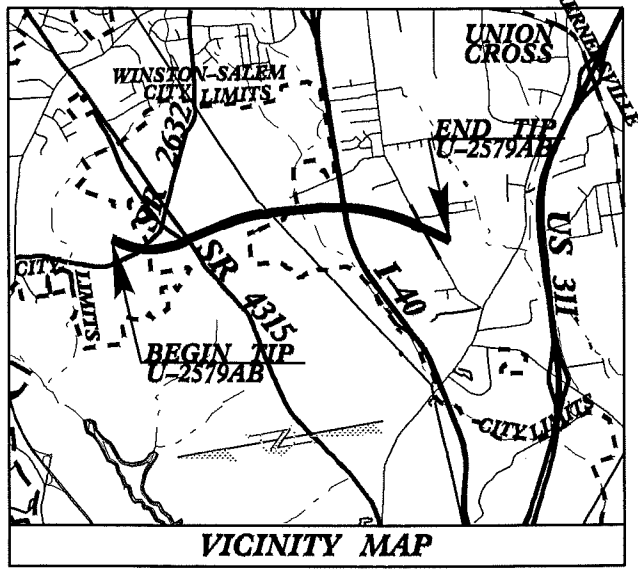 UNION
CROSS
WINSTON-SALEM
CITY LIMITS
SR 2632
END TIP
U-2579AB
US 311
CITY
LIMITS
SR 4315
I-40
BEGIN TIP
U-2579AB
CITY LIMITS
VICINITY MAP